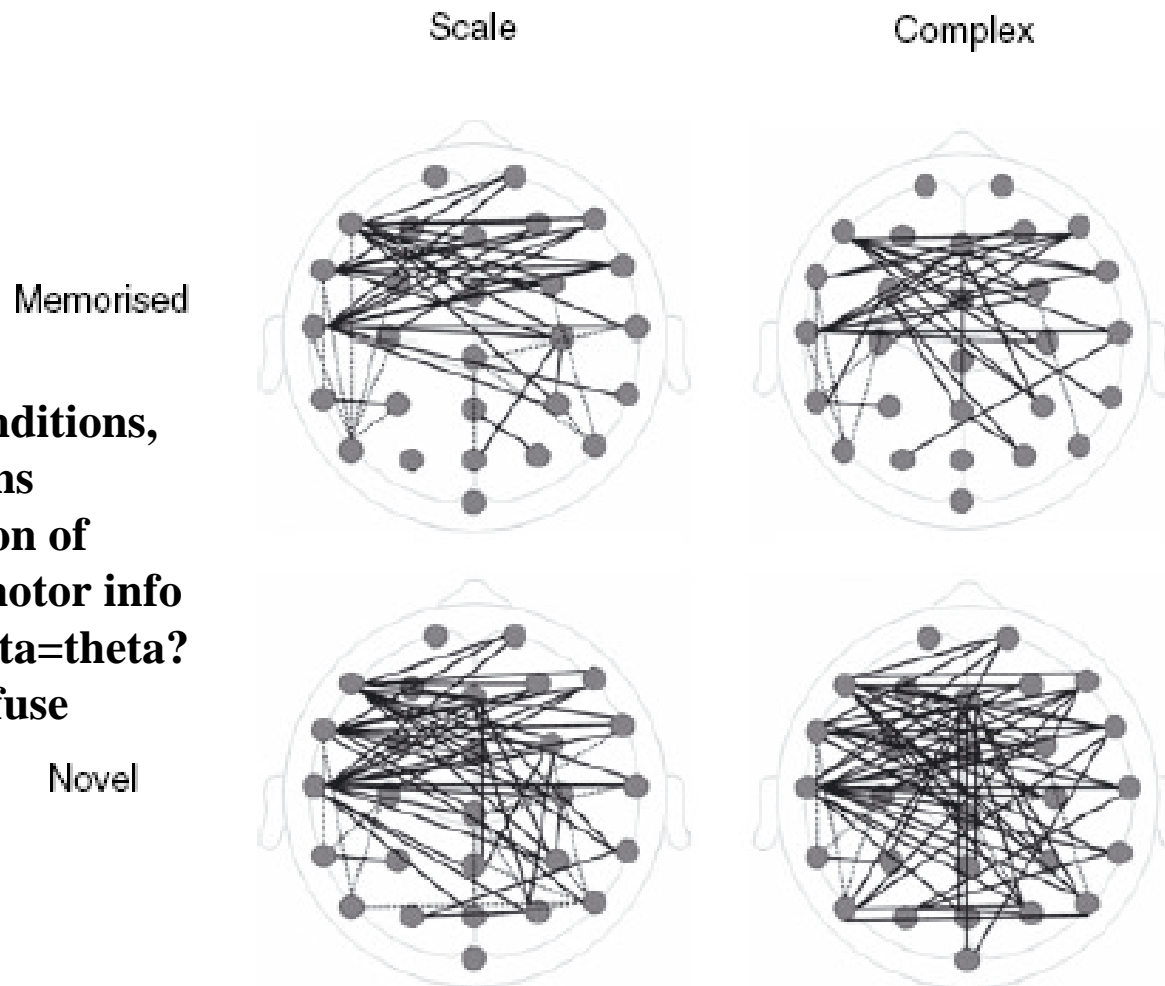 Scale Complex
Memorised
nditions,
ns
on of
notor info
ta=theta?
fuse
Novel